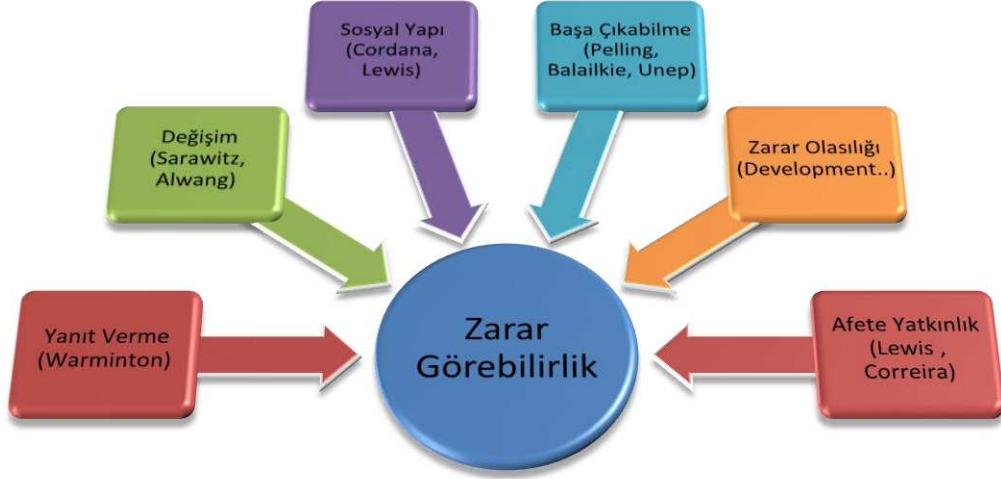 Sosyal Yapı
(Cordana,
Lewis)
Başa Çıkabilme
(Pelling,
Balailkie, Unep)
Değişim
(Sarawitz,
Alwang)
Zarar Olasılığı
(Development..)
Yanıt Verme
(Warminton)
Zarar
Görebilirlik
Afete Yatkınlık
(Lewis ,
Correira)